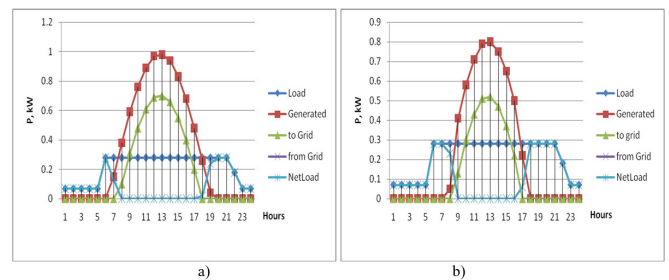 1.2
1
0.8
0.6
0.4
0.2
0
P, kW
1 3 5 7 9 11 13 15 17 19 21 23
Hours
Load
Generated
to Grid
from Grid
NetLoad
a)
0.9
0.8
0.7
0.6
0.5
0.4
0.3
0.2
0.1
0
P, kW
1 3 5 7 9 11 13 15 17 19 21 23
Hours
Load
Generated
to grid
from Grid
NetLoad
b)